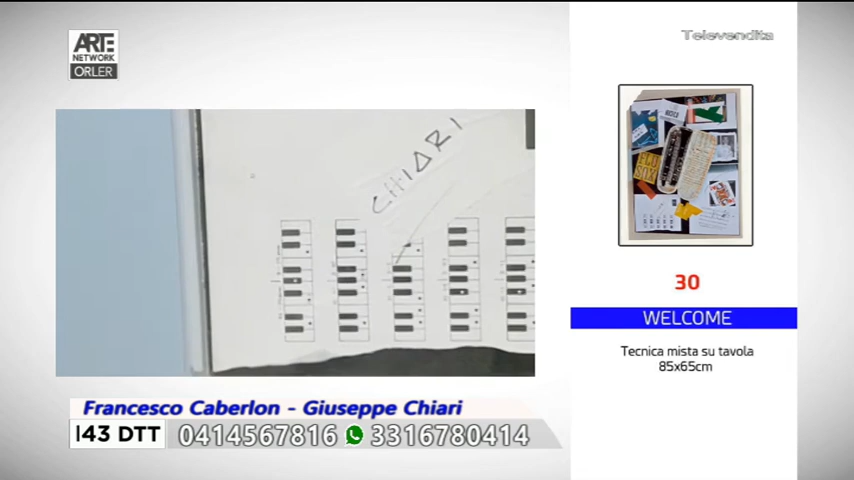 ARTE
NETWORK
ORLER
Televendita
CHIARI
30
WELCOME
Tecnica mista su tavola
85x65cm
Francesco Caberlon - Giuseppe Chiari
143 DTT
0414567816 3316780414